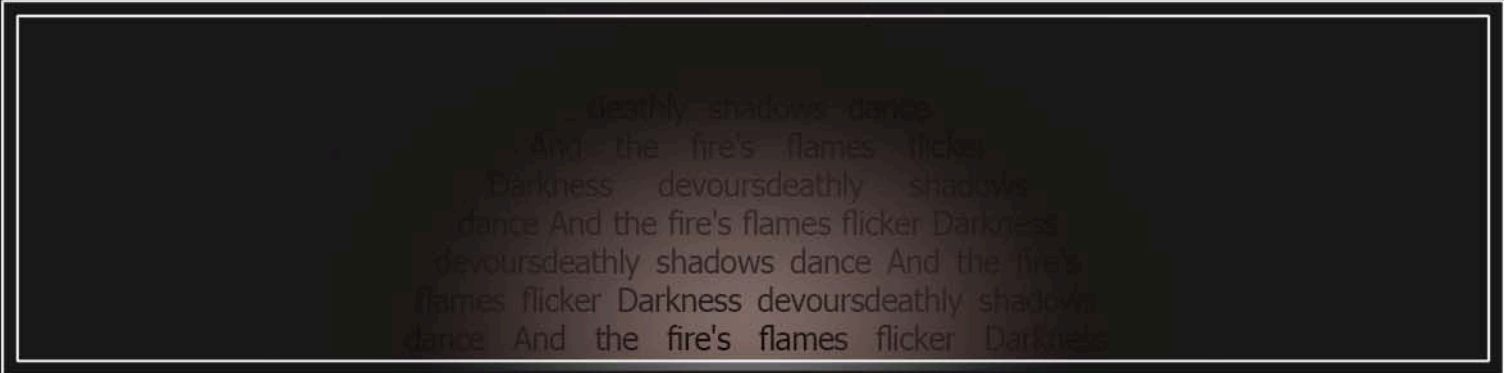 deathly shadows dance
And the fire's flames flicker
Darkness devoursdeathly shadows
dance And the fire's flames flicker Darkness
devoursdeathly shadows dance And the fire's
flames flicker Darkness devoursdeathly shadows
dance And the fire's flames flicker Darkness